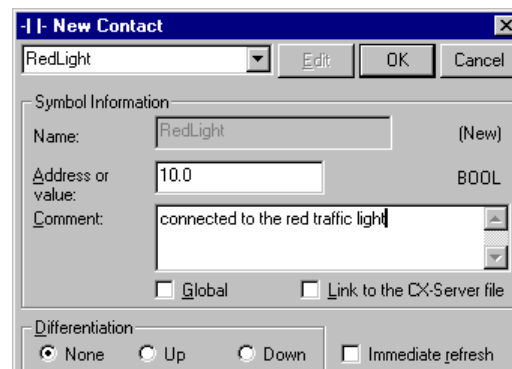 -| |- New Contact
RedLight Edit OK Cancel
Symbol Information
Name: RedLight (New)
Address or value: 10.0 BOOL
Comment: connected to the red traffic light
Global Link to the CX-Server file
Differentiation
None Up Down Immediate refresh